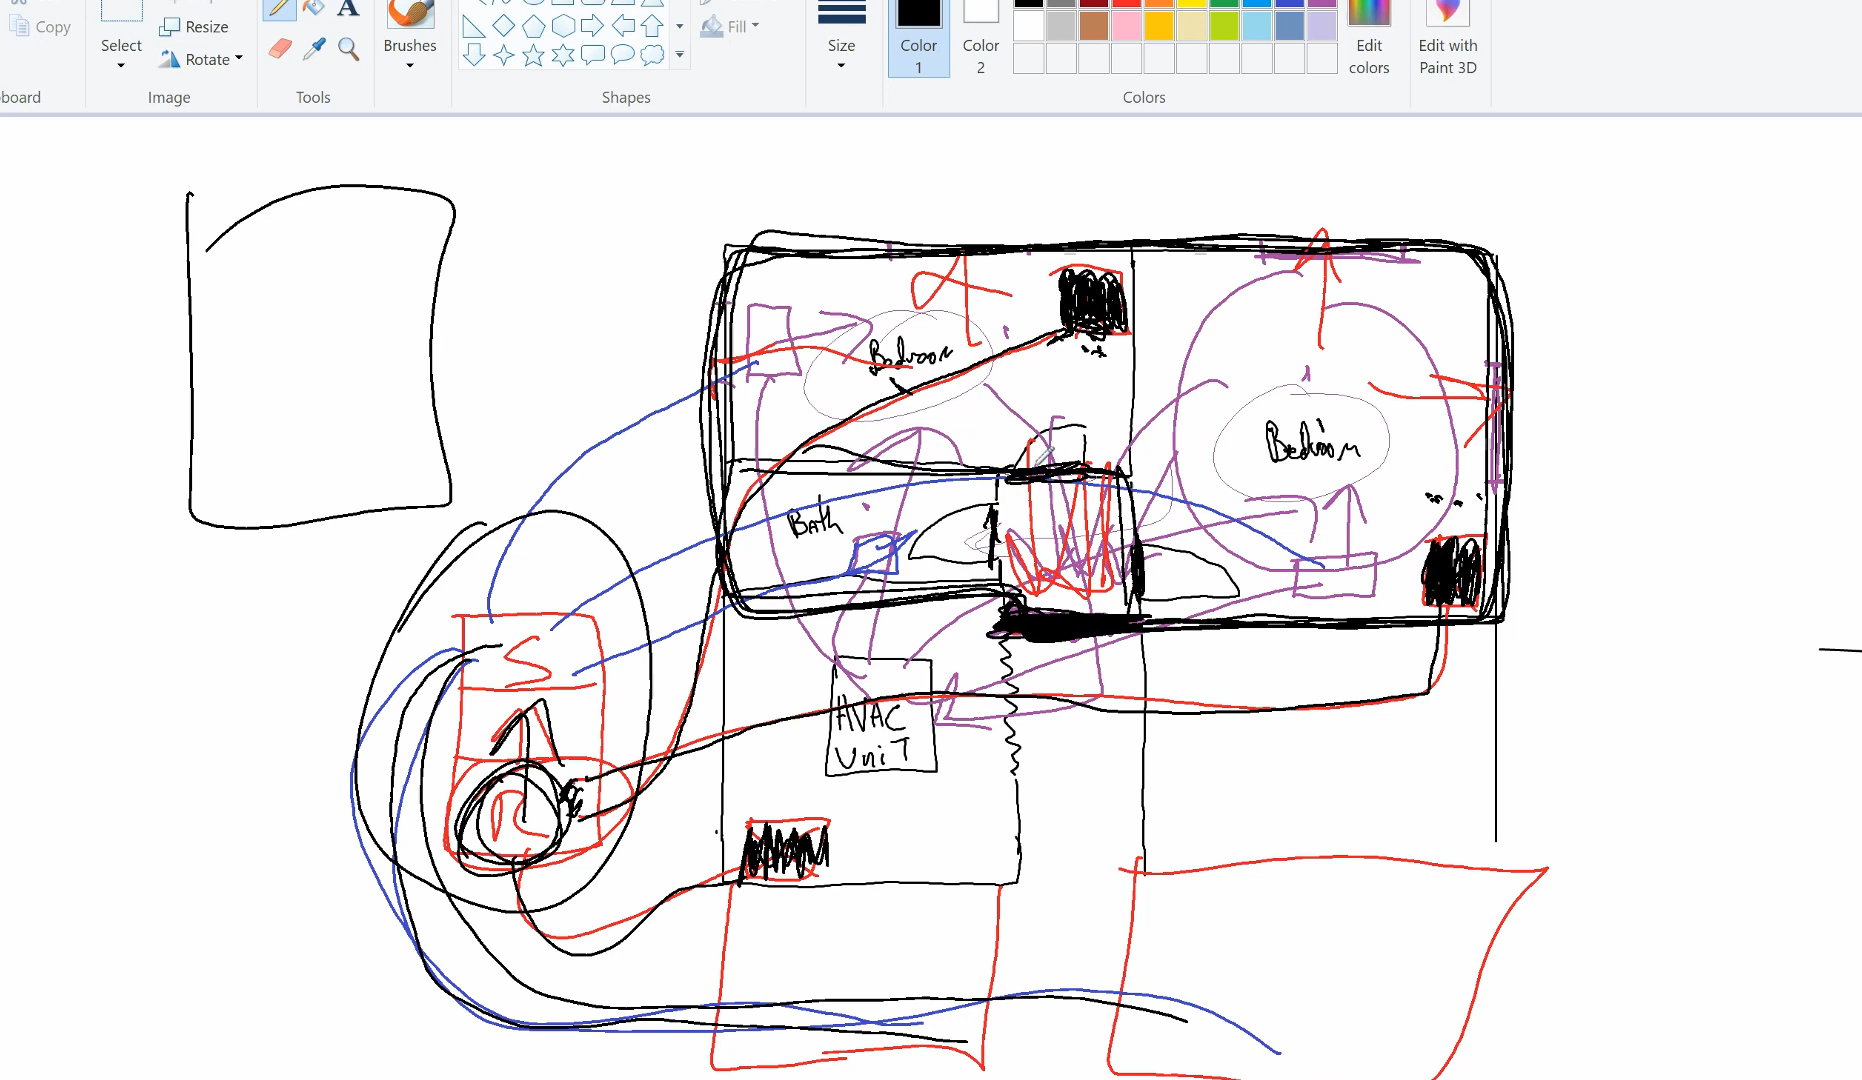 Copy
Select
Resize
Rotate
A
Brushes
Fill
Size
Color
1
Color
2
Edit
colors
Edit with
Paint 3D
board
Image
Tools
Shapes
Colors
Bedroom
Bedroom
Bath
S
HVAC
UniT
R